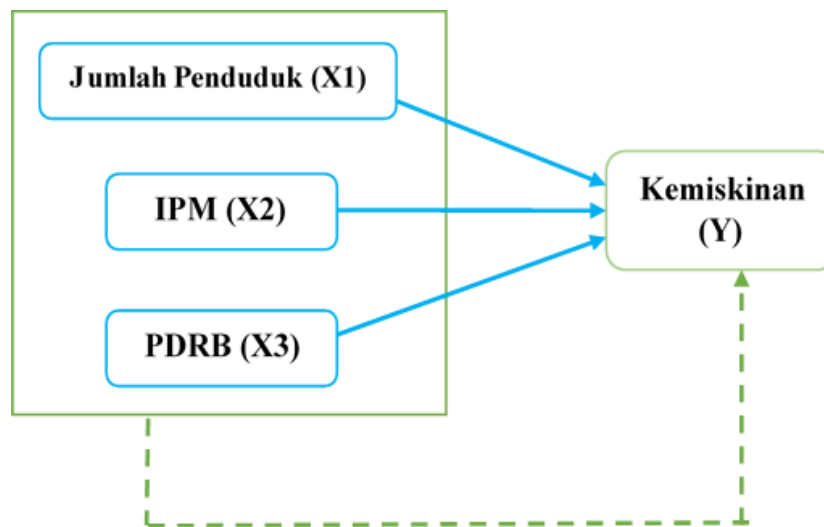 Jumlah Penduduk (X1)
IPM (X2)
PDRB (X3)
Kemiskinan
(Y)